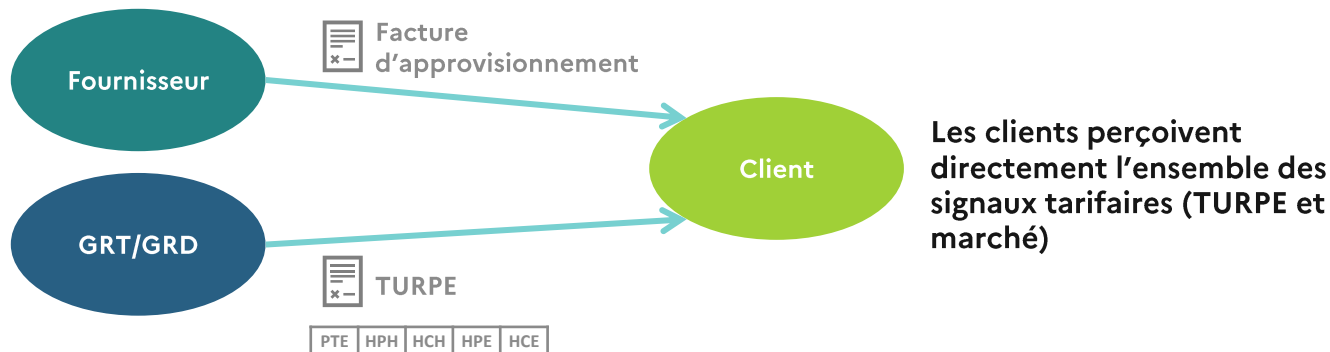 Facture
d'approvisionnement
Fournisseur
Client
Les clients perçoivent
directement l'ensemble des
signaux tarifaires (TURPE et
marché)
GRT/GRD
TURPE
PTE HPH HCH HPE HCE